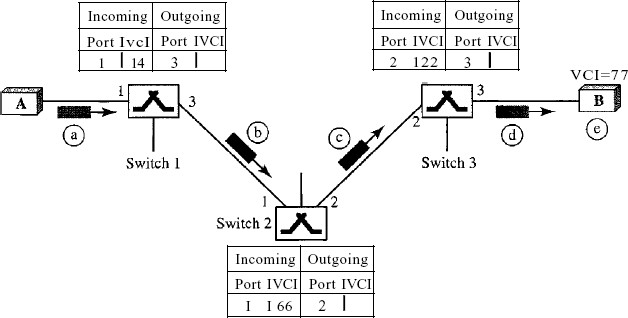 Incoming Outgoing
Port IvcI Port IVCI
1 | 14 3 |
Incoming Outgoing
Port IVCI Port IVCI
2 122 3 |
VCI=77
A
1
3
a
b
c
2
3
d
B
e
Switch 1
Switch 3
1
2
Switch 2
Incoming Outgoing
Port IVCI Port IVCI
I I 66 2 |